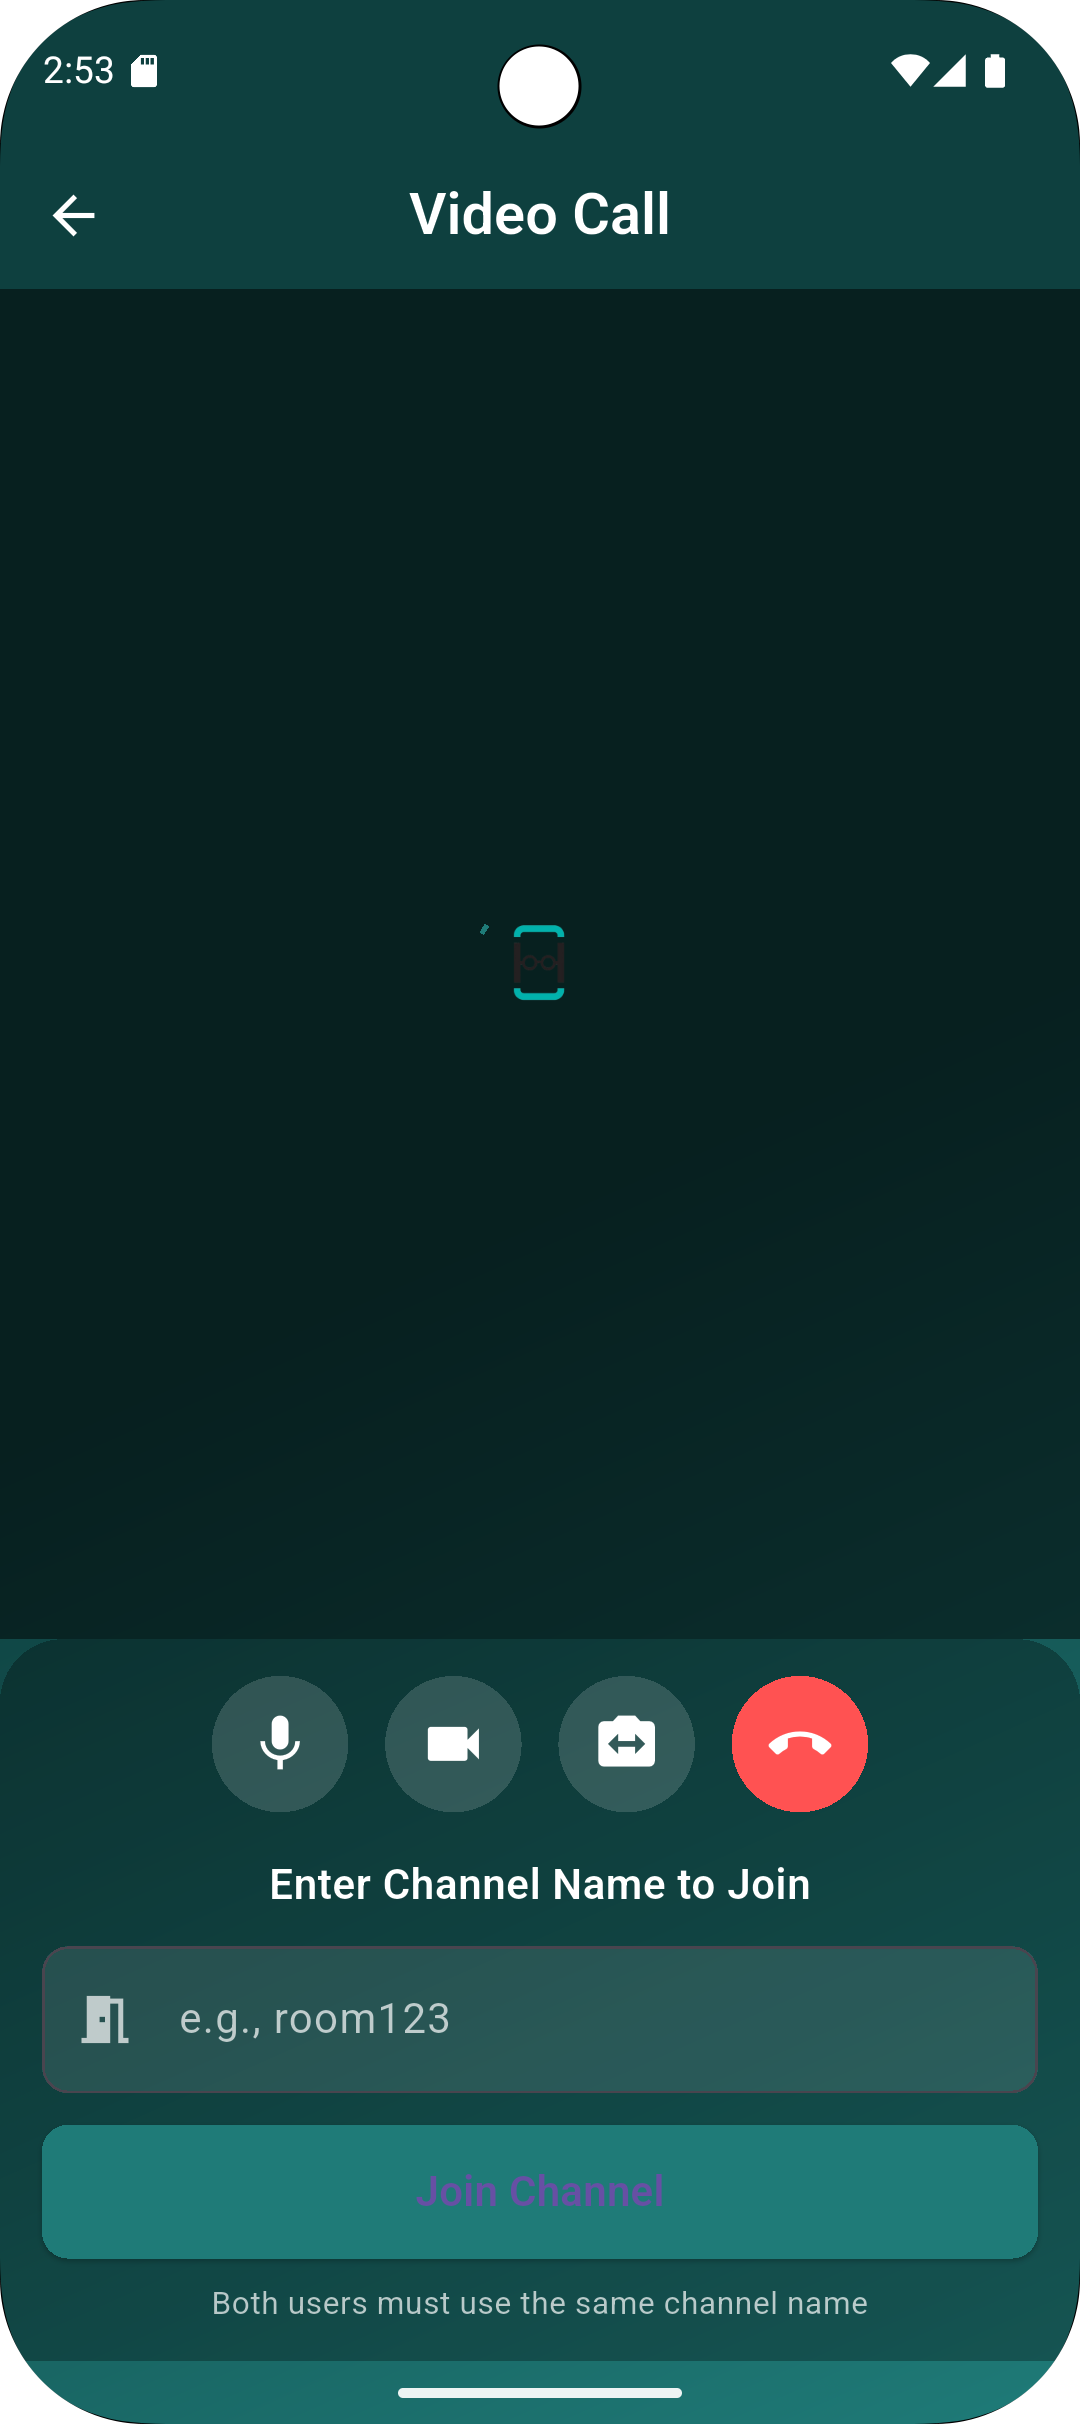 2:53
Video Call
Enter Channel Name to Join
e.g., room123
Join Channel
Both users must use the same channel name